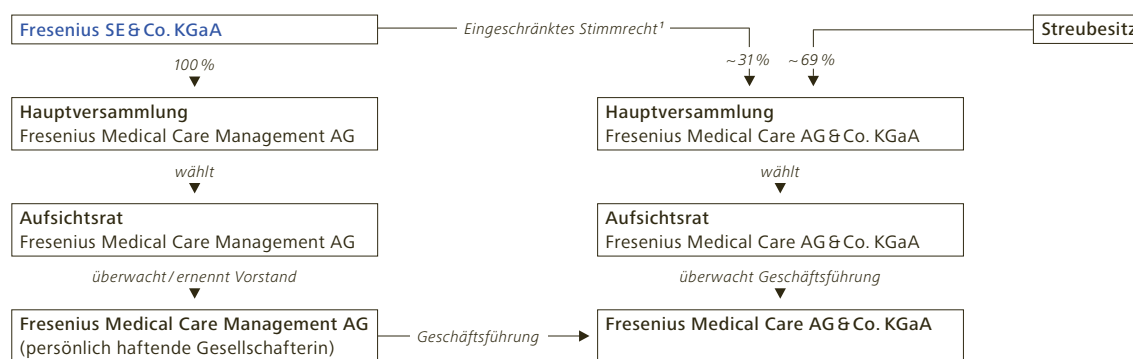 Fresenius SE & Co. KGaA
Eingeschränktes Stimmrecht¹
Streubesitz
100 %
~31 %
~69 %
Hauptversammlung
Fresenius Medical Care Management AG
Hauptversammlung
Fresenius Medical Care AG & Co. KGaA
wählt
wählt
Aufsichtsrat
Fresenius Medical Care Management AG
Aufsichtsrat
Fresenius Medical Care AG & Co. KGaA
überwacht / ernennt Vorstand
überwacht Geschäftsführung
Fresenius Medical Care Management AG
(persönlich haftende Gesellschafterin)
Geschäftsführung
Fresenius Medical Care AG & Co. KGaA